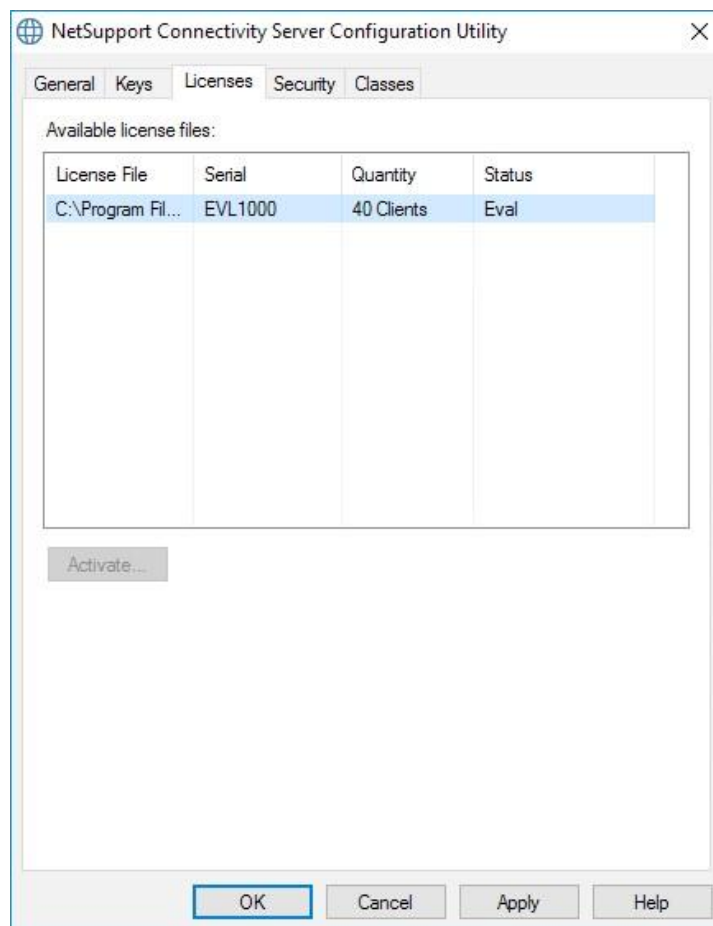 NetSupport Connectivity Server Configuration Utility
General Keys Licenses Security Classes
Available license files:
License File Serial Quantity Status
C:\Program Fil... EVL1000 40 Clients Eval
Activate...
OK Cancel Apply Help